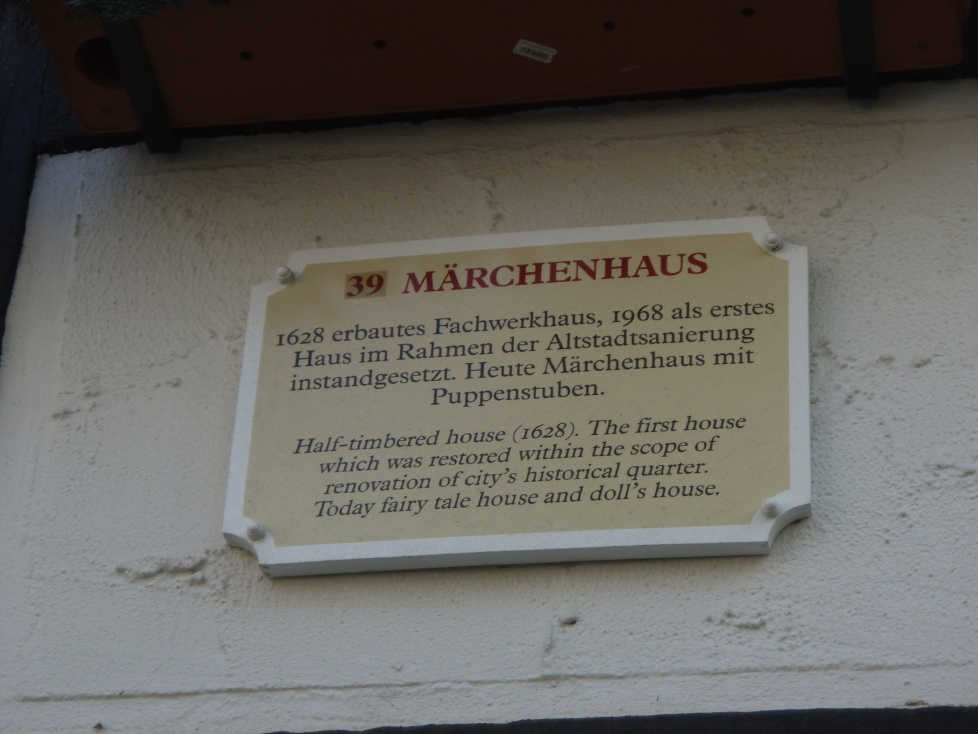 39 MÄRCHENHAUS
1628 erbautes Fachwerkhaus, 1968 als erstes
Haus im Rahmen der Altstadtsanierung
instandgesetzt. Heute Märchenhaus mit
Puppenstuben.
Half-timbered house (1628). The first house
which was restored within the scope of
renovation of city's historical quarter.
Today fairy tale house and doll's house.